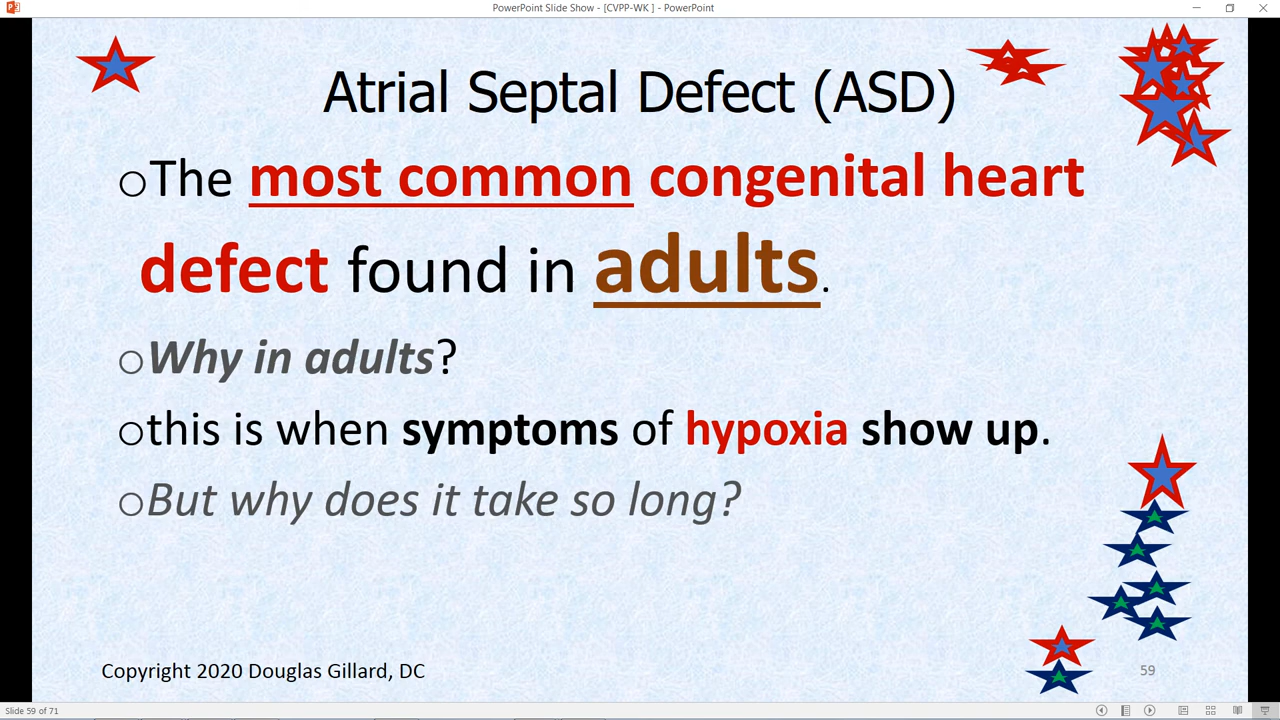 PowerPoint Slide Show - [CVPP-WK ] - PowerPoint
Atrial Septal Defect (ASD)
oThe most common congenital heart
defect found in adults.
oWhy in adults?
othis is when symptoms of hypoxia show up.
oBut why does it take so long?
Copyright 2020 Douglas Gillard, DC
59
Slide 59 of 71